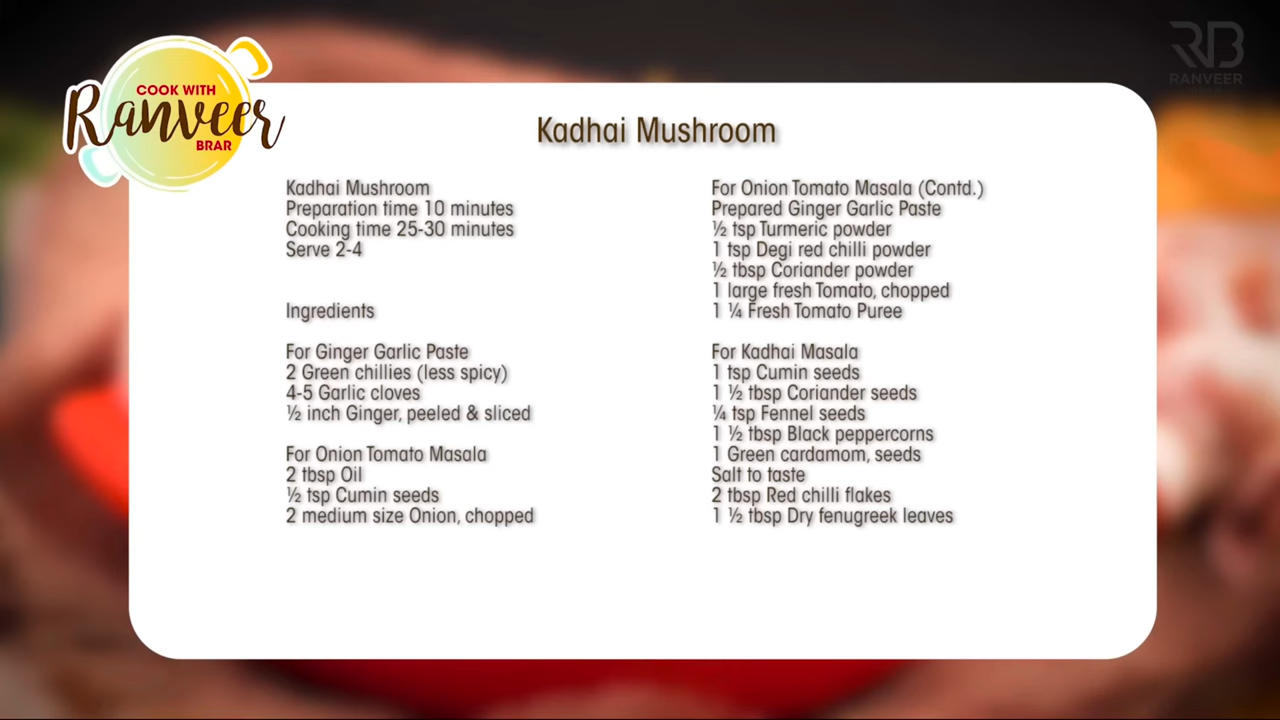 COOK WITH
Ranveer
BRAR
RB
RANVEER
Kadhai Mushroom
Kadhai Mushroom
Preparation time 10 minutes
Cooking time 25-30 minutes
Serve 2-4
Ingredients
For Ginger Garlic Paste
2 Green chillies (less spicy)
4-5 Garlic cloves
½ inch Ginger, peeled & sliced
For Onion Tomato Masala
2 tbsp Oil
½ tsp Cumin seeds
2 medium size Onion, chopped
For Onion Tomato Masala (Contd.)
Prepared Ginger Garlic Paste
½ tsp Turmeric powder
1 tsp Degi red chilli powder
½ tbsp Coriander powder
1 large fresh Tomato, chopped
1 ¼ Fresh Tomato Puree
For Kadhai Masala
1 tsp Cumin seeds
1 ½ tbsp Coriander seeds
¼ tsp Fennel seeds
1 ½ tbsp Black peppercorns
1 Green cardamom, seeds
Salt to taste
2 tbsp Red chilli flakes
1 ½ tbsp Dry fenugreek leaves